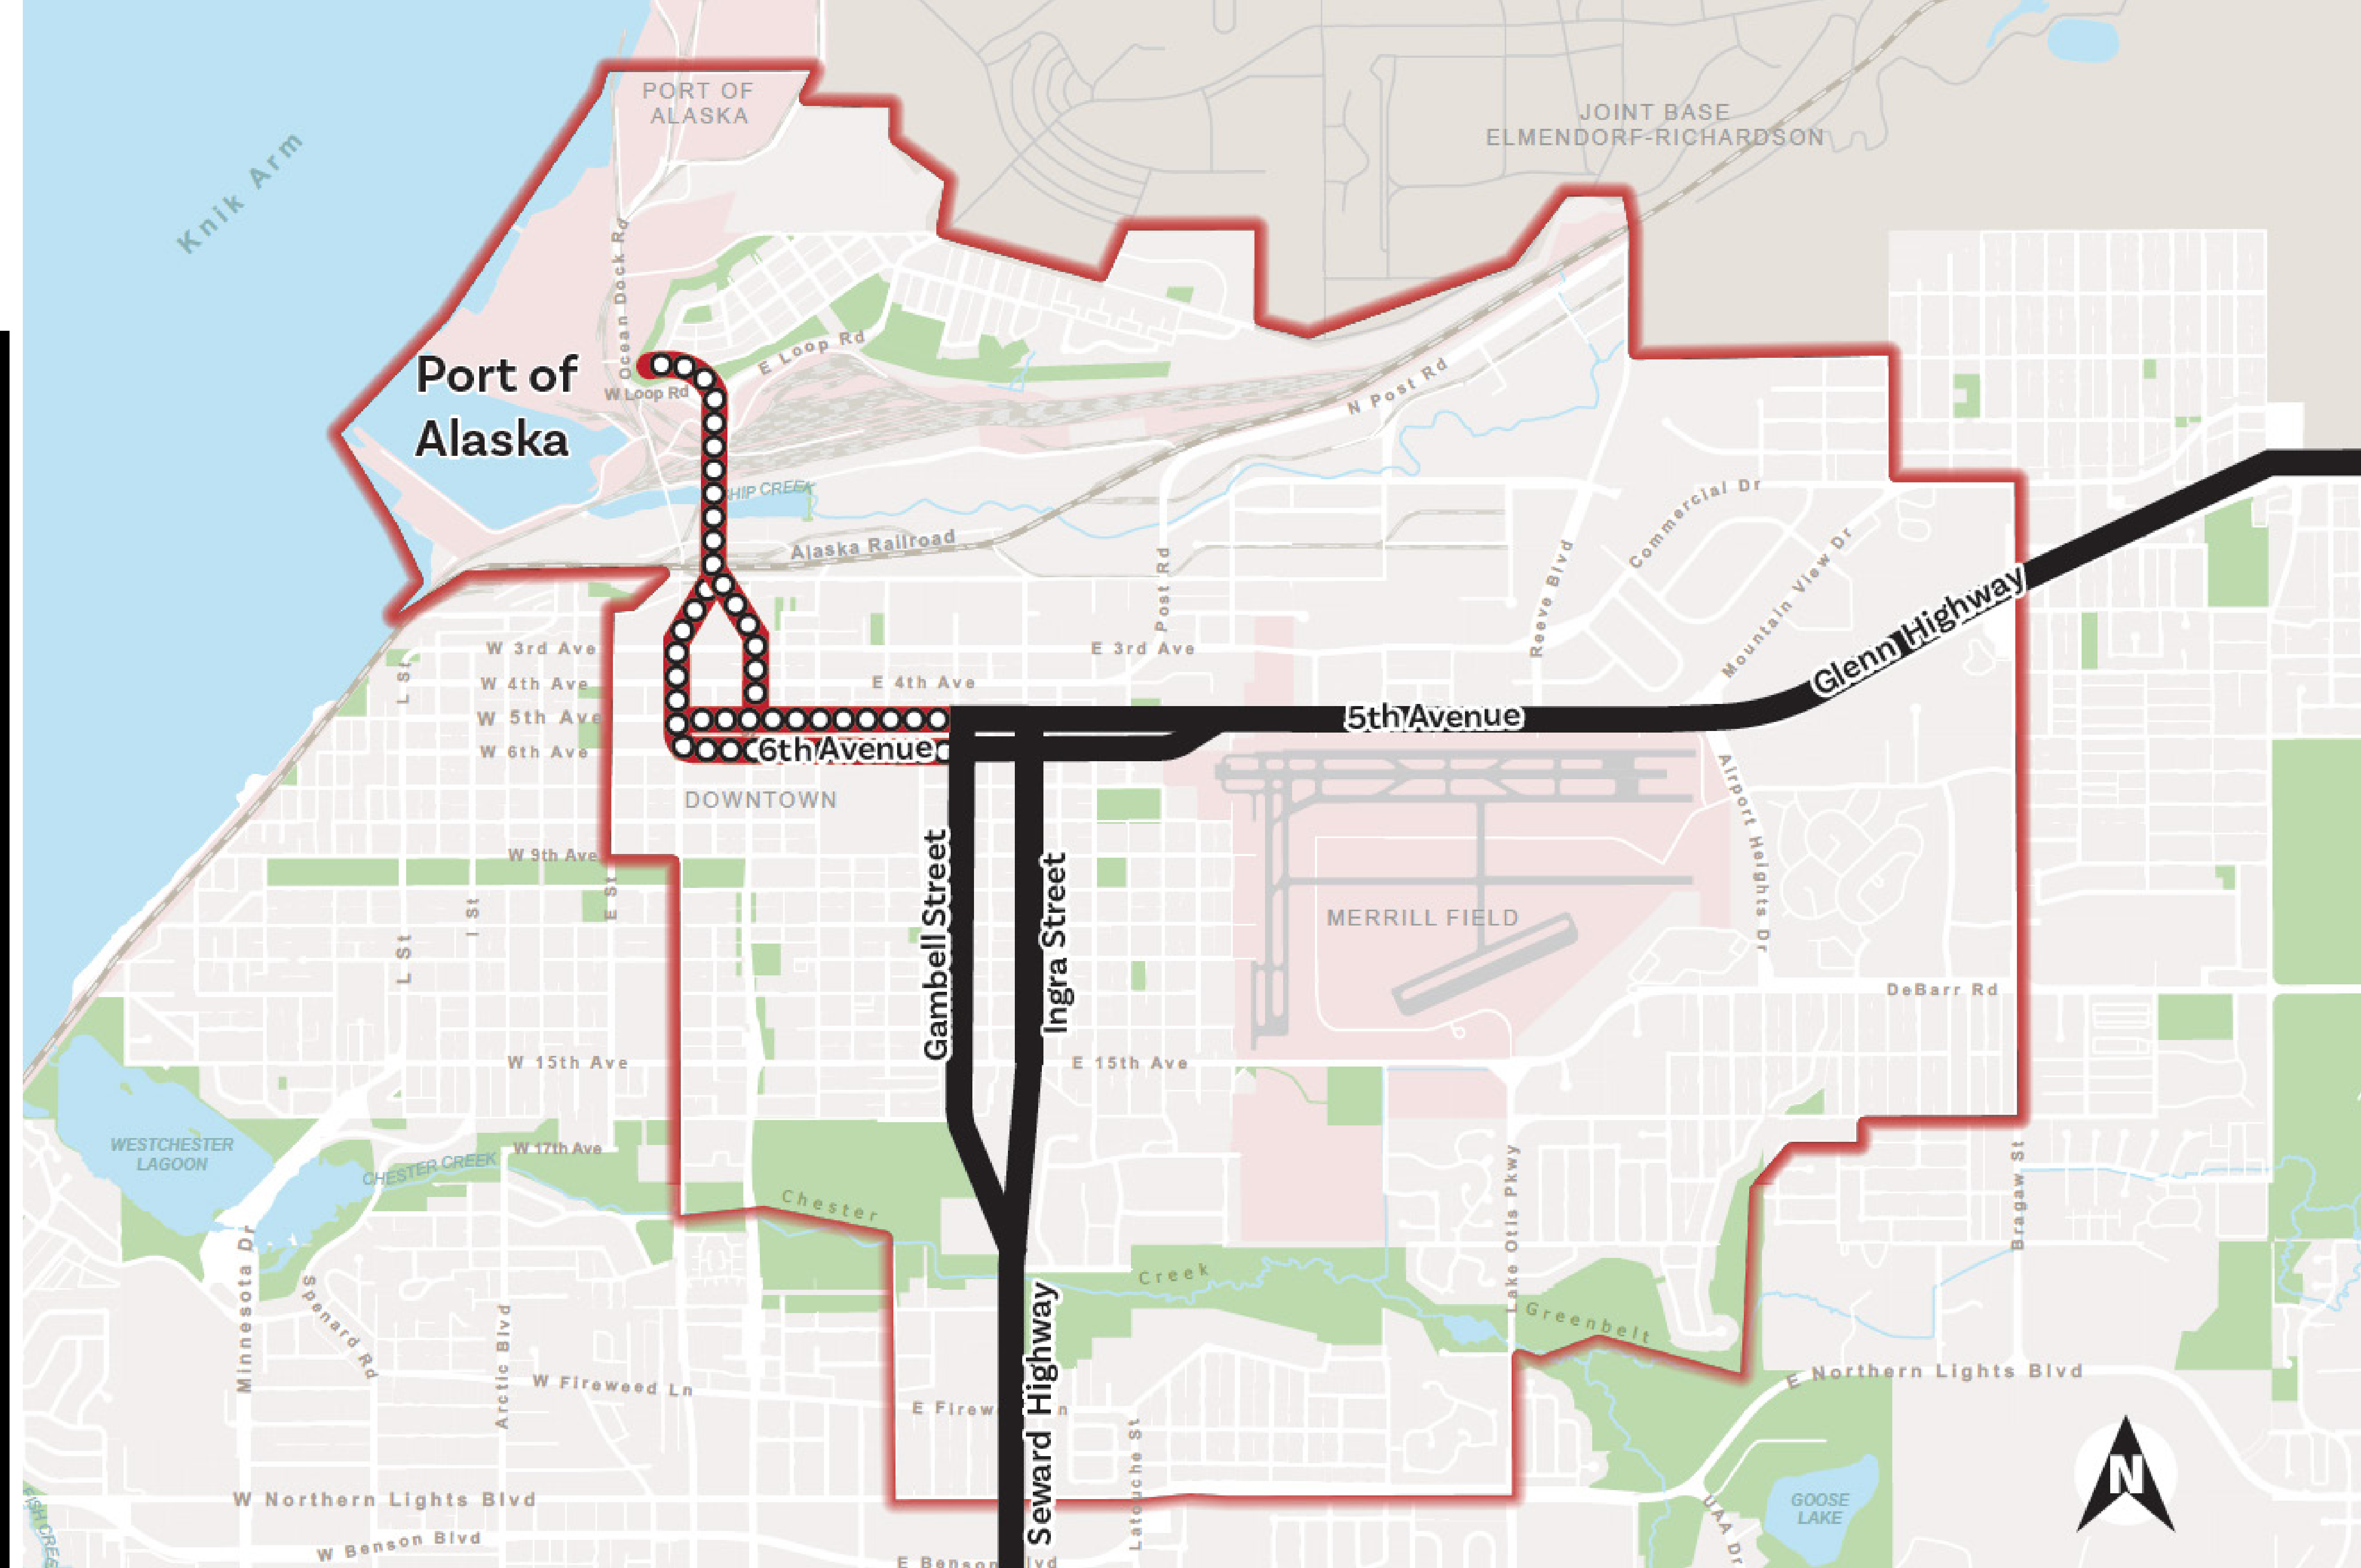 PORT OF
ALASKA
JOINT BASE
ELMENDORF-RICHARDSON
Knik Arm
Ocean Dock Rd
E Loop Rd
W Loop Rd
Port of
Alaska
N Post Rd
SHIP CREEK
Commercial Dr
Alaska Railroad
Mountain View Dr
Post Rd
Reeve Blvd
Glenn Highway
W 3rd Ave
E 3rd Ave
L St
W 4th Ave
E 4th Ave
W 5th Ave
5th Avenue
W 6th Ave
6th Avenue
DOWNTOWN
Airport Heights Dr
W 9th Ave
E St
I St
L St
Gambell Street
Ingra Street
MERRILL FIELD
DeBarr Rd
W 15th Ave
E 15th Ave
WESTCHESTER
LAGOON
CHESTER CREEK
W 17th Ave
Chester
Creek
Greenbelt
Lake Otis Pkwy
Bragaw St
Minnesota Dr
Spenard Rd
Arctic Blvd
W Fireweed Ln
Seward Highway
E Northern Lights Blvd
Latouche St
W Northern Lights Blvd
GOOSE
LAKE
UAA Dr
N
W Benson Blvd
E Benson